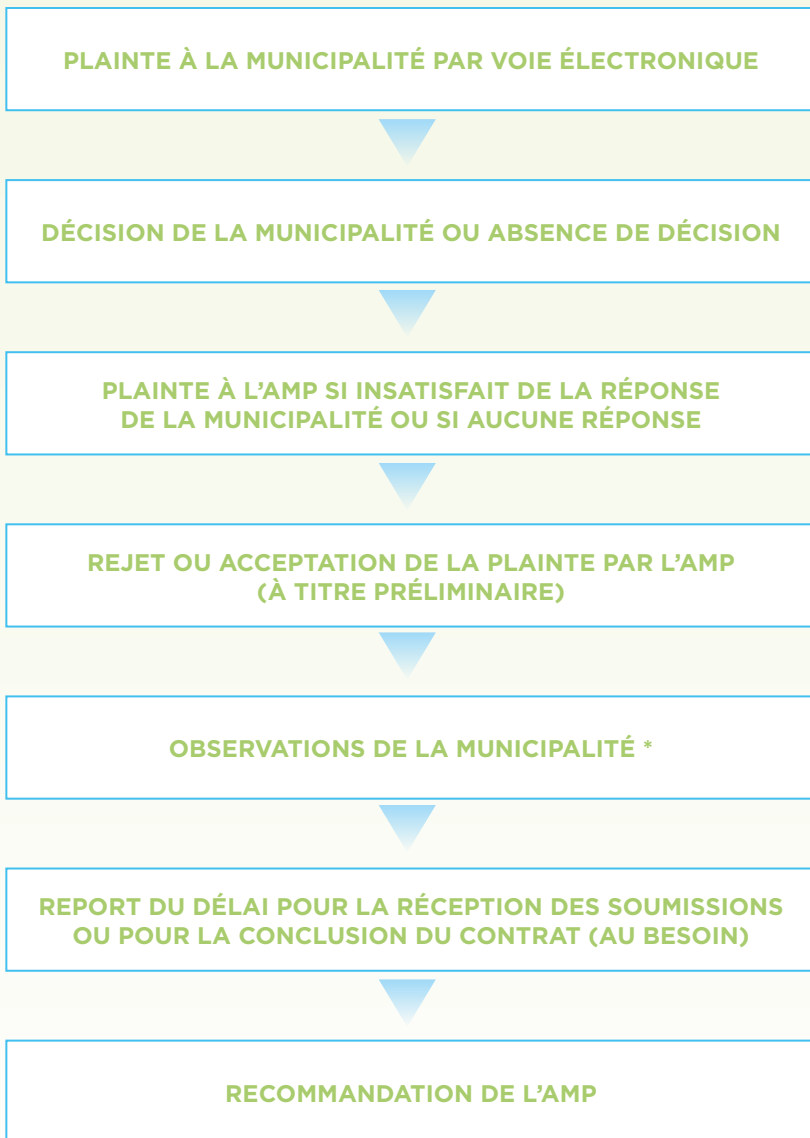 PLAINTE À LA MUNICIPALITÉ PAR VOIE ÉLECTRONIQUE
DÉCISION DE LA MUNICIPALITÉ OU ABSENCE DE DÉCISION
PLAINTE À L’AMP SI INSATISFAIT DE LA RÉPONSE
DE LA MUNICIPALITÉ OU SI AUCUNE RÉPONSE
REJET OU ACCEPTATION DE LA PLAINTE PAR L’AMP
(À TITRE PRÉLIMINAIRE)
OBSERVATIONS DE LA MUNICIPALITÉ *
REPORT DU DÉLAI POUR LA RÉCEPTION DES SOUMISSIONS
OU POUR LA CONCLUSION DU CONTRAT (AU BESOIN)
RECOMMANDATION DE L’AMP